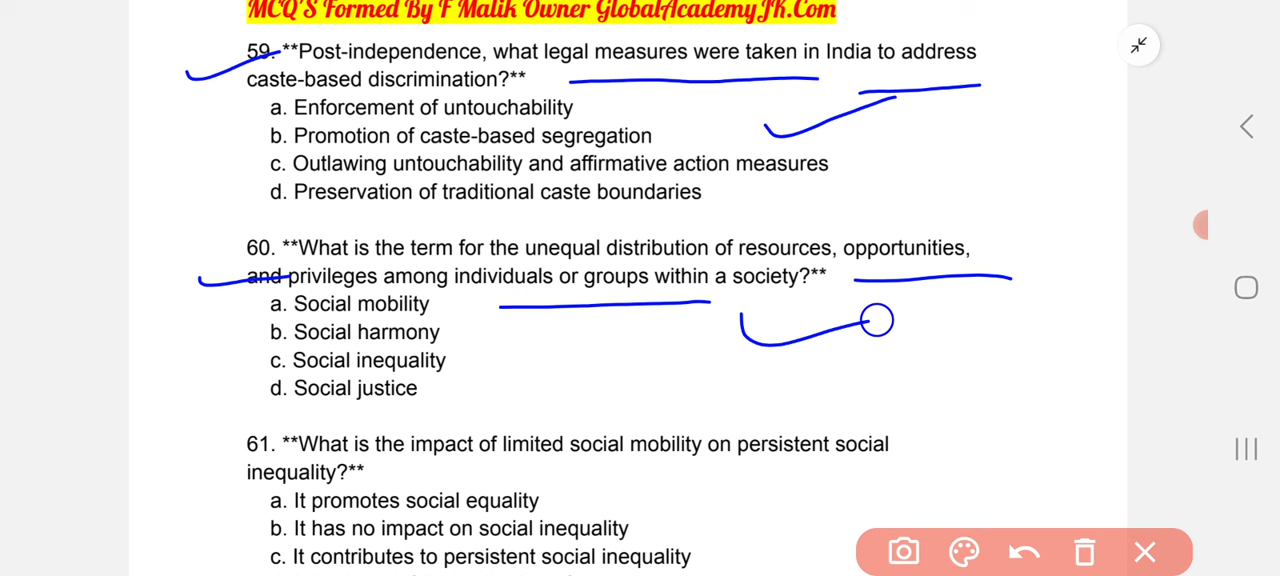 MCQ'S Formed By F Malik Owner GlobalAcademyJK.Com
59. **Post-independence, what legal measures were taken in India to address
caste-based discrimination?**
a. Enforcement of untouchability
b. Promotion of caste-based segregation
c. Outlawing untouchability and affirmative action measures
d. Preservation of traditional caste boundaries
60. **What is the term for the unequal distribution of resources, opportunities,
and privileges among individuals or groups within a society?**
a. Social mobility
b. Social harmony
c. Social inequality
d. Social justice
61. **What is the impact of limited social mobility on persistent social
inequality?**
a. It promotes social equality
b. It has no impact on social inequality
c. It contributes to persistent social inequality